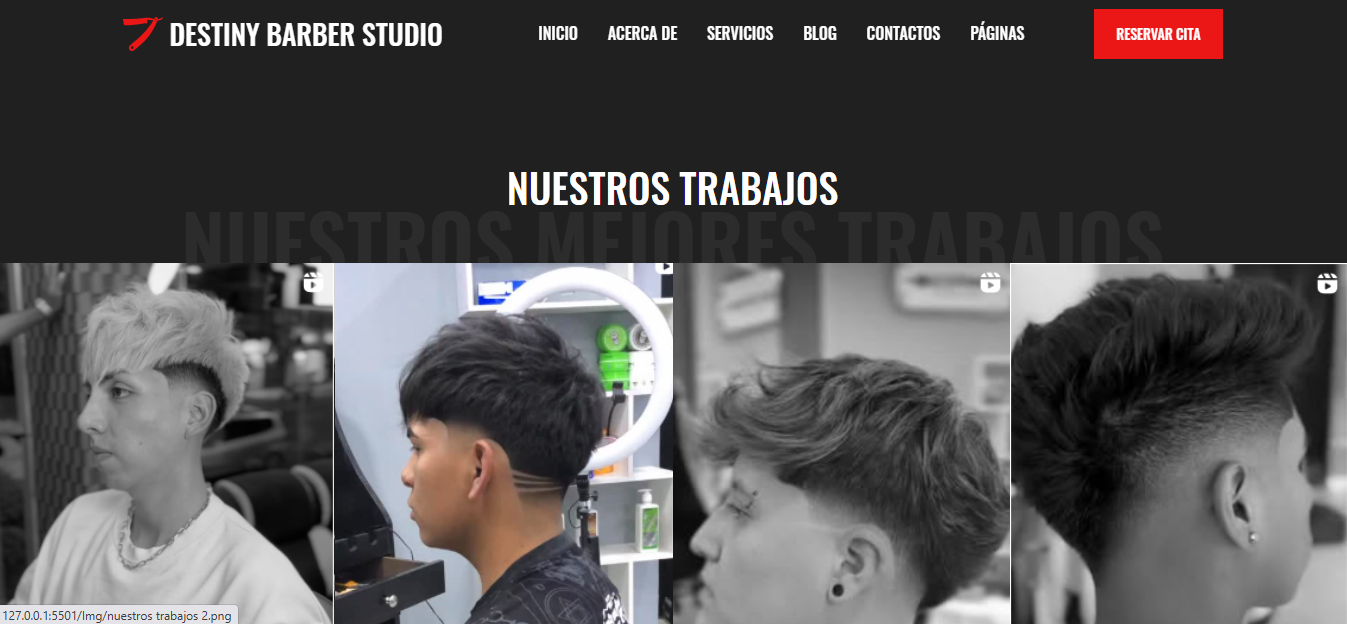 DESTINY BARBER STUDIO
INICIO ACERCA DE SERVICIOS BLOG CONTACTOS PÁGINAS
RESERVAR CITA
NUESTROS TRABAJOS
NUESTROS MEJORES TRABAJOS
127.0.0.1:5501/Img/nuestros trabajos 2.png